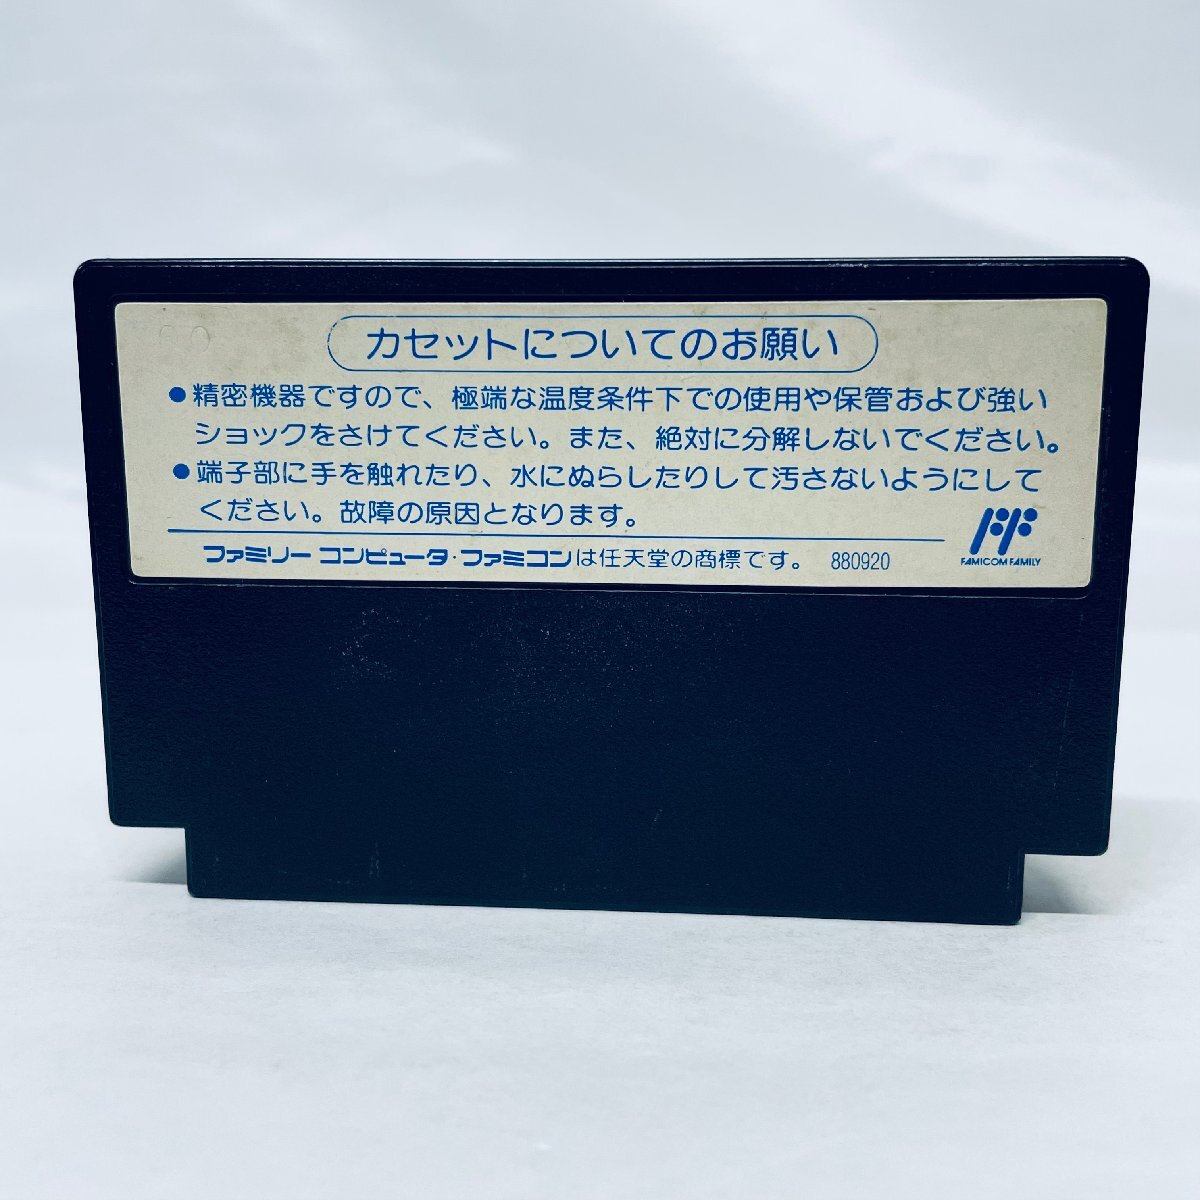 カセットについてのお願い
●精密機器ですので、極端な温度条件下での使用や保管および強い
ショックをさけてください。また、絶対に分解しないでください。
●端子部に手を触れたり、水にぬらしたりして汚さないようにして
ください。故障の原因となります。
ファミリーコンピュータ・ファミコンは任天堂の商標です。 880920
FAMICOM FAMILY